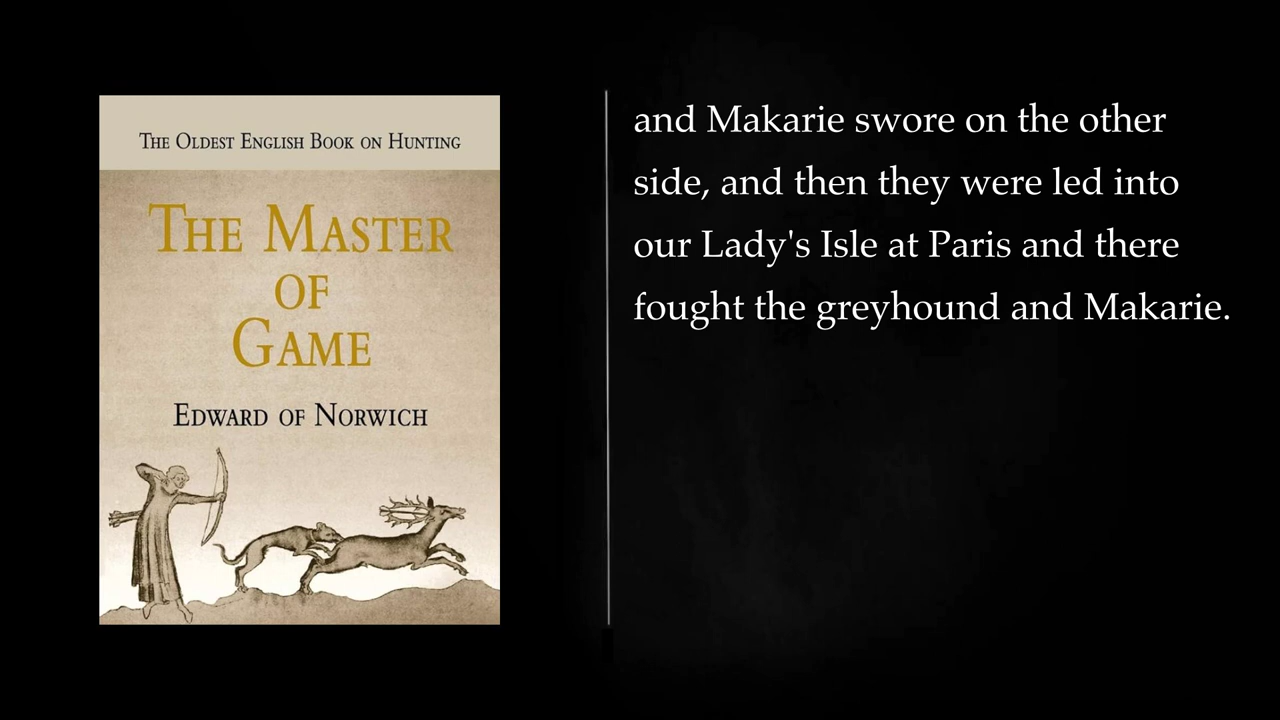 The Oldest English Book on Hunting
The Master
of
Game
Edward of Norwich
and Makarie swore on the other
side, and then they were led into
our Lady's Isle at Paris and there
fought the greyhound and Makarie.